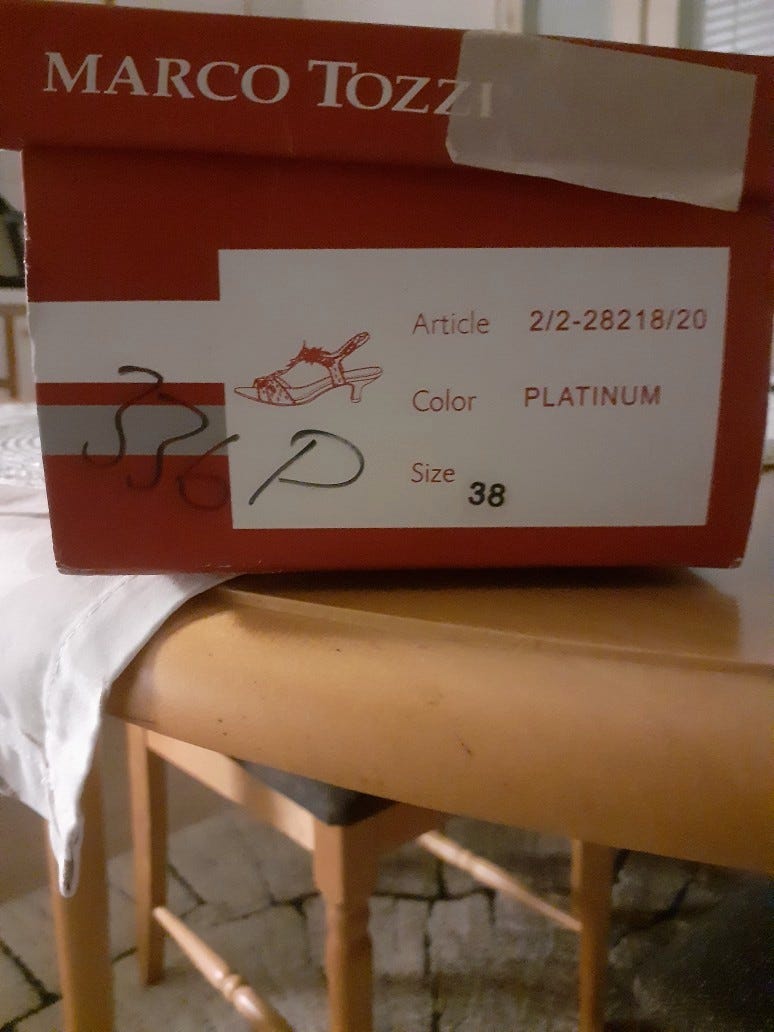 MARCO TOZZI
Article 2/2-28218/20
Color PLATINUM
Size 38
336 D